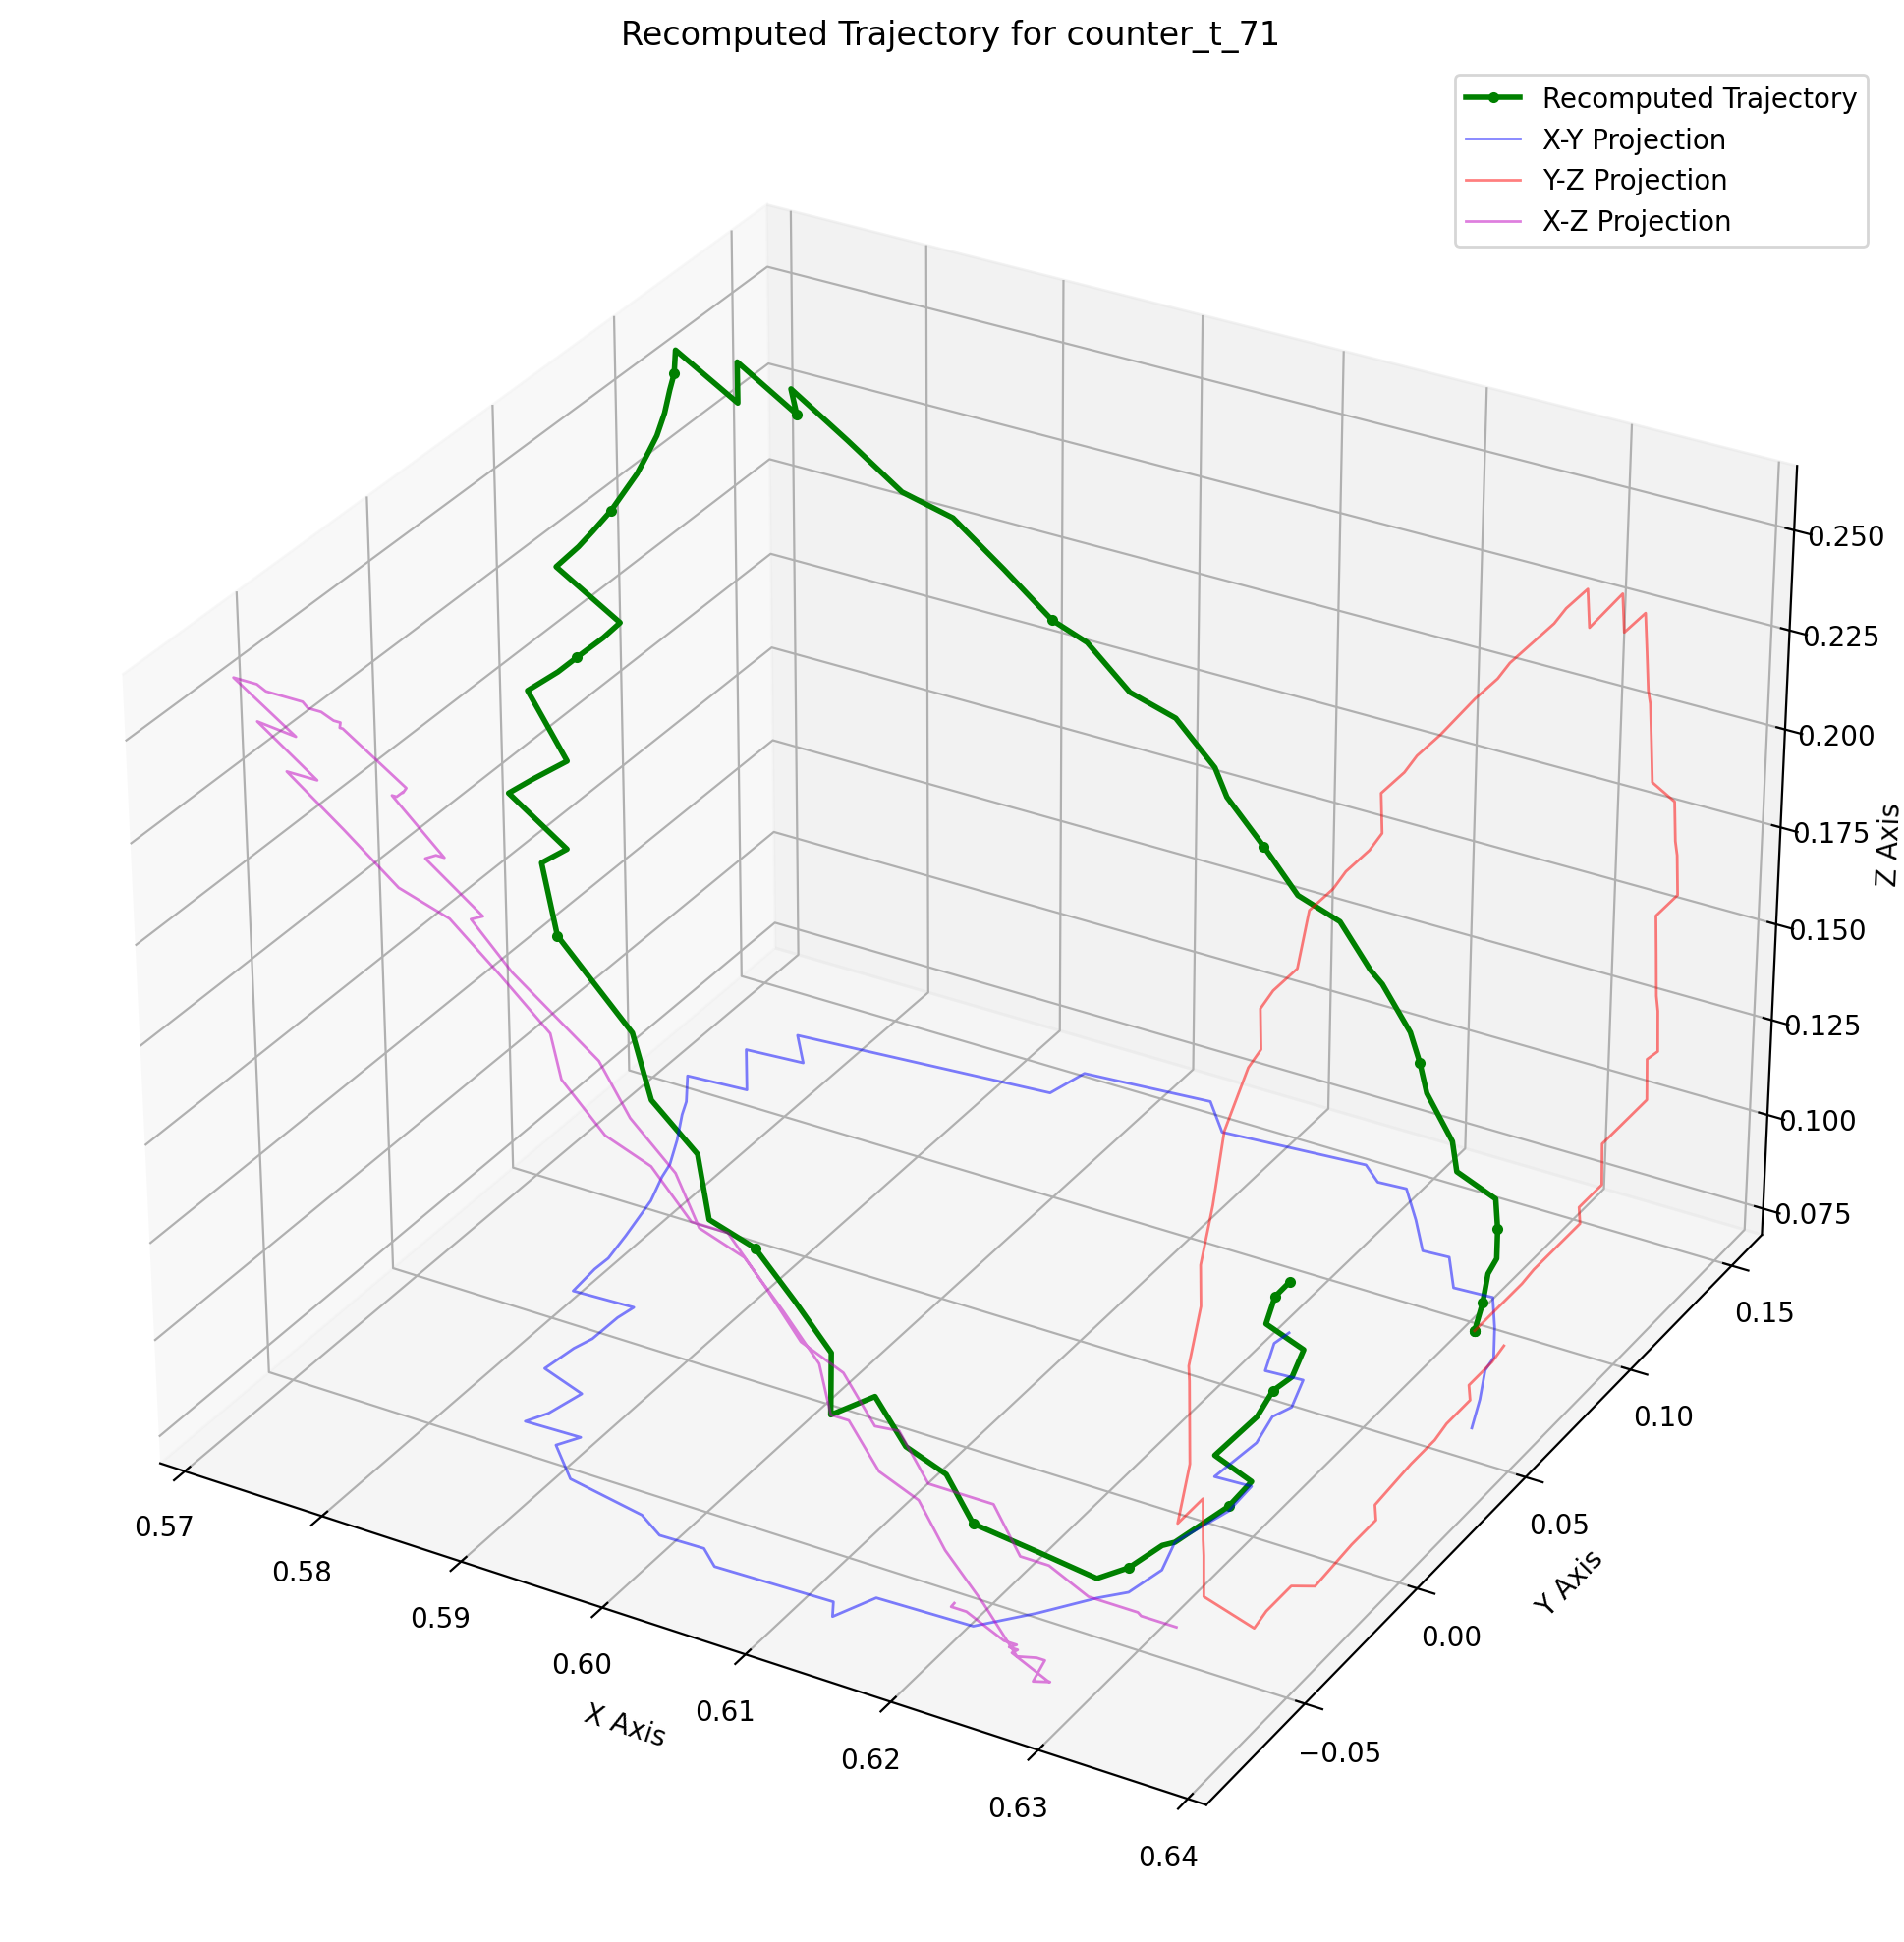 Recomputed Trajectory for counter_t_71
Recomputed Trajectory
X-Y Projection
Y-Z Projection
X-Z Projection
0.250
0.225
0.200
0.175
0.150
0.125
0.100
0.075
Z Axis
0.15
0.10
0.05
0.00
−0.05
Y Axis
0.57
0.58
0.59
0.60
0.61
0.62
0.63
0.64
X Axis